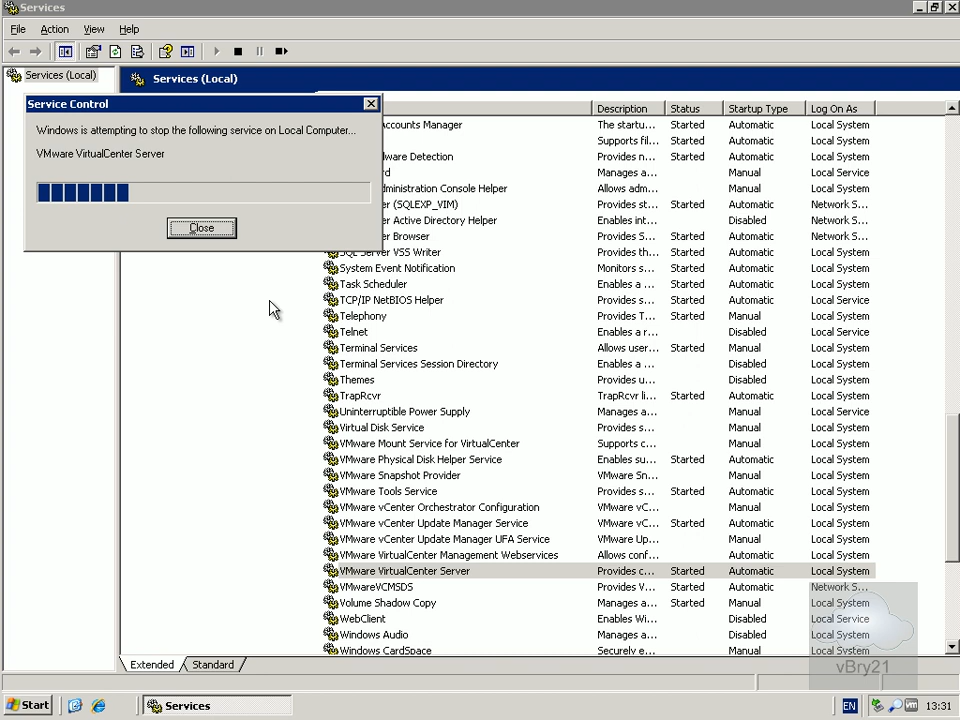 Services
File Action View Help
Services (Local)
Services (Local)
Service Control
Windows is attempting to stop the following service on Local Computer...
VMware VirtualCenter Server
Close
Description Status Startup Type Log On As
Accounts Manager The startu... Started Automatic Local System
Supports fil... Started Automatic Local System
Provides n... Started Automatic Local System
Manages a... Manual Local Service
Administration Console Helper Allows adm... Manual Local System
(SQLEXP_VIM) Provides st... Started Automatic Network S...
Active Directory Helper Enables int... Disabled Network S...
Browser Provides S... Started Automatic Network S...
SQL Server VSS Writer Provides th... Started Automatic Local System
System Event Notification Monitors s... Started Automatic Local System
Task Scheduler Enables a ... Started Automatic Local System
TCP/IP NetBIOS Helper Provides s... Started Automatic Local Service
Telephony Provides T... Started Manual Local System
Telnet Enables a r... Disabled Local Service
Terminal Services Allows user... Started Manual Local System
Terminal Services Session Directory Enables a ... Disabled Local System
Themes Provides u... Disabled Local System
TrapRcvr TrapRcvr li... Started Automatic Local System
Uninterruptible Power Supply Manages a... Manual Local Service
Virtual Disk Service Provides s... Manual Local System
VMware Mount Service for VirtualCenter Supports c... Manual Local System
VMware Physical Disk Helper Service Enables su... Started Automatic Local System
VMware Snapshot Provider VMware Sn... Manual Local System
VMware Tools Service Provides s... Started Automatic Local System
VMware vCenter Orchestrator Configuration VMware vC... Manual Local System
VMware vCenter Update Manager Service VMware vC... Started Automatic Local System
VMware vCenter Update Manager UFA Service VMware Up... Manual Local System
VMware VirtualCenter Management Webservices Allows conf... Automatic Local System
VMware VirtualCenter Server Provides c... Started Automatic Local System
VMwareVCMSDS Provides V... Started Automatic Network S...
Volume Shadow Copy Manages a... Started Manual Local System
WebClient Enables Wi... Disabled Local Service
Windows Audio Manages a... Disabled Local System
Windows CardSpace Securely e... Manual Local System
vBry21
Extended Standard
Start Services EN 13:31